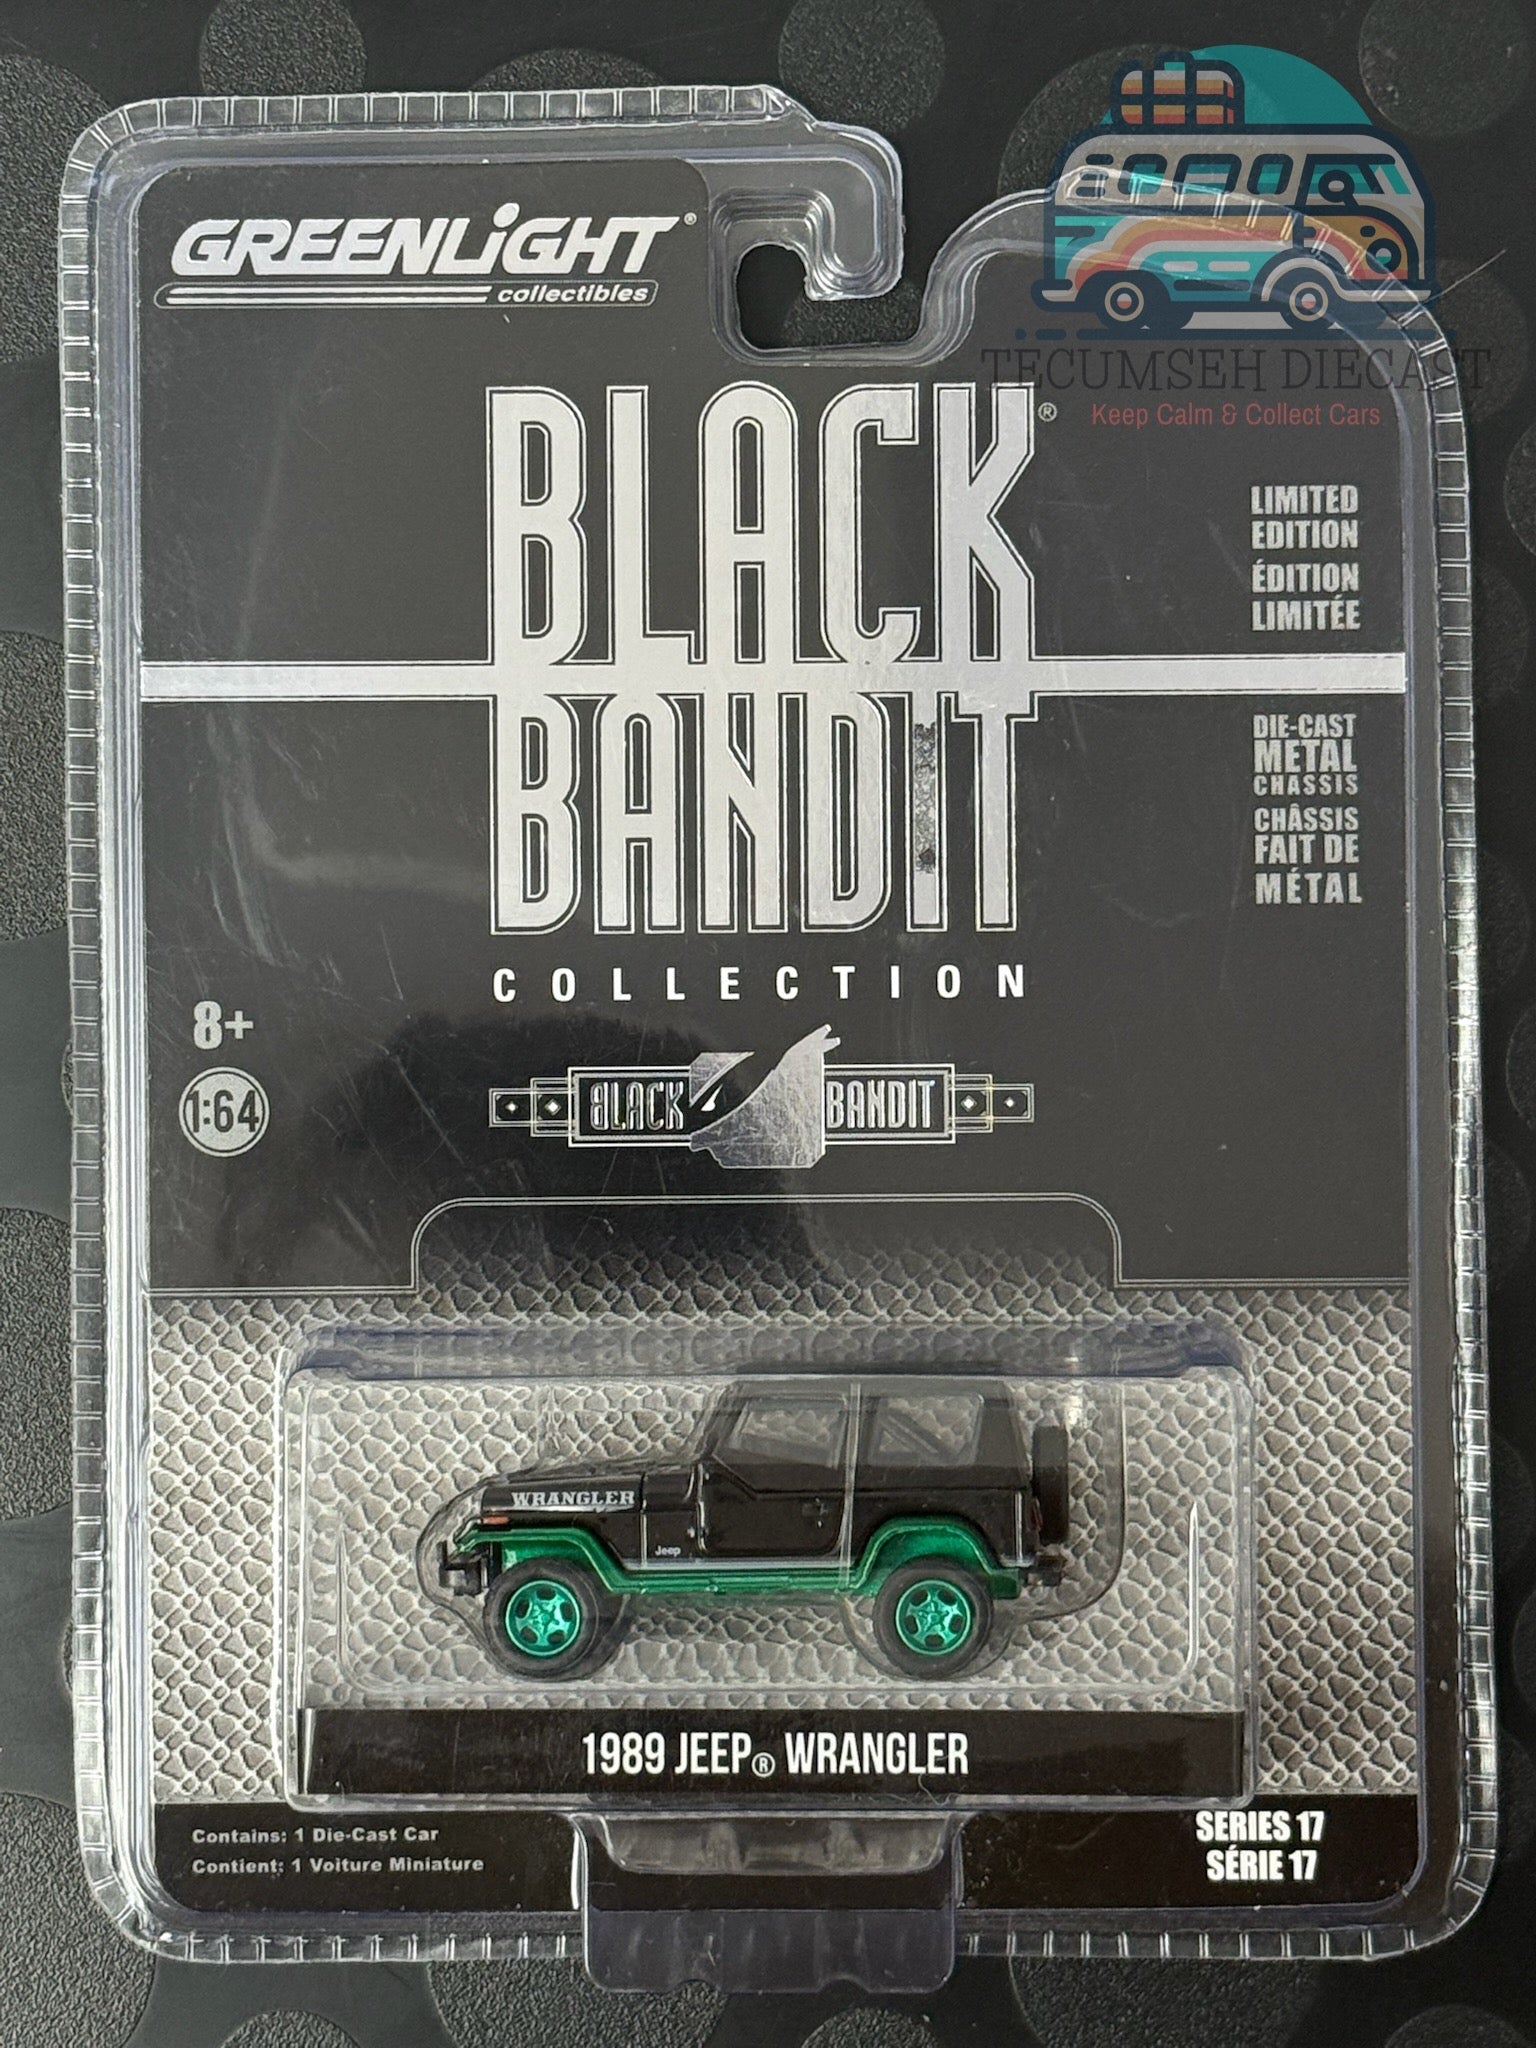 GREENLiGHT®
collectibles
TECUMSEH DIECAST
Keep Calm & Collect Cars
BLACK®
BANDIT
COLLECTION
LIMITED
EDITION
ÉDITION
LIMITÉE
DIE-CAST
METAL
CHASSIS
CHÂSSIS
FAIT DE
MÉTAL
8+
1:64
BLACK BANDIT
WRANGLER
Jeep
1989 JEEP® WRANGLER
Contains: 1 Die-Cast Car
Contient: 1 Voiture Miniature
SERIES 17
SÉRIE 17